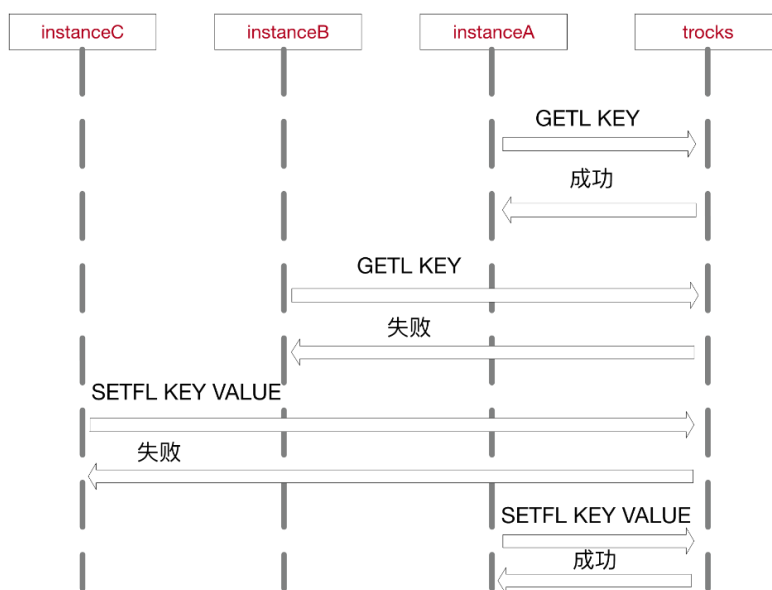 instanceC
instanceB
instanceA
trocks
GETL KEY
成功
GETL KEY
失败
SETFL KEY VALUE
失败
SETFL KEY VALUE
成功